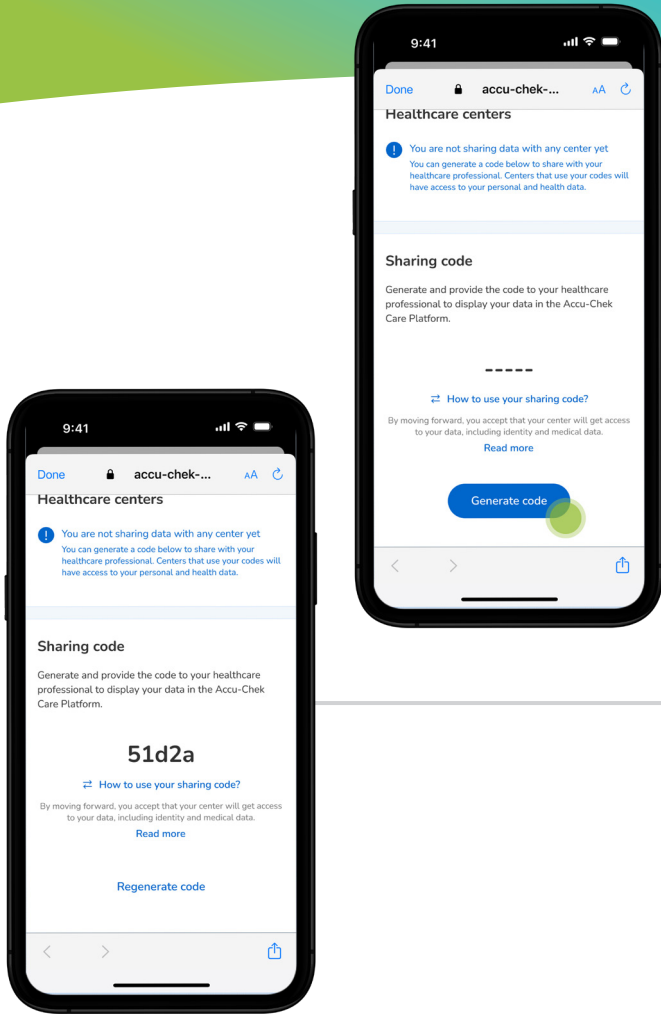 9:41
Done
accu-chek-...
AA
Healthcare centers
!
You are not sharing data with any center yet
You can generate a code below to share with your
healthcare professional. Centers that use your codes will
have access to your personal and health data.
Sharing code
Generate and provide the code to your healthcare
professional to display your data in the Accu-Chek
Care Platform.
-----
How to use your sharing code?
By moving forward, you accept that your center will get access
to your data, including identity and medical data.
Read more
Generate code
9:41
Done
accu-chek-...
AA
Healthcare centers
!
You are not sharing data with any center yet
You can generate a code below to share with your
healthcare professional. Centers that use your codes will
have access to your personal and health data.
Sharing code
Generate and provide the code to your healthcare
professional to display your data in the Accu-Chek
Care Platform.
51d2a
How to use your sharing code?
By moving forward, you accept that your center will get access
to your data, including identity and medical data.
Read more
Regenerate code